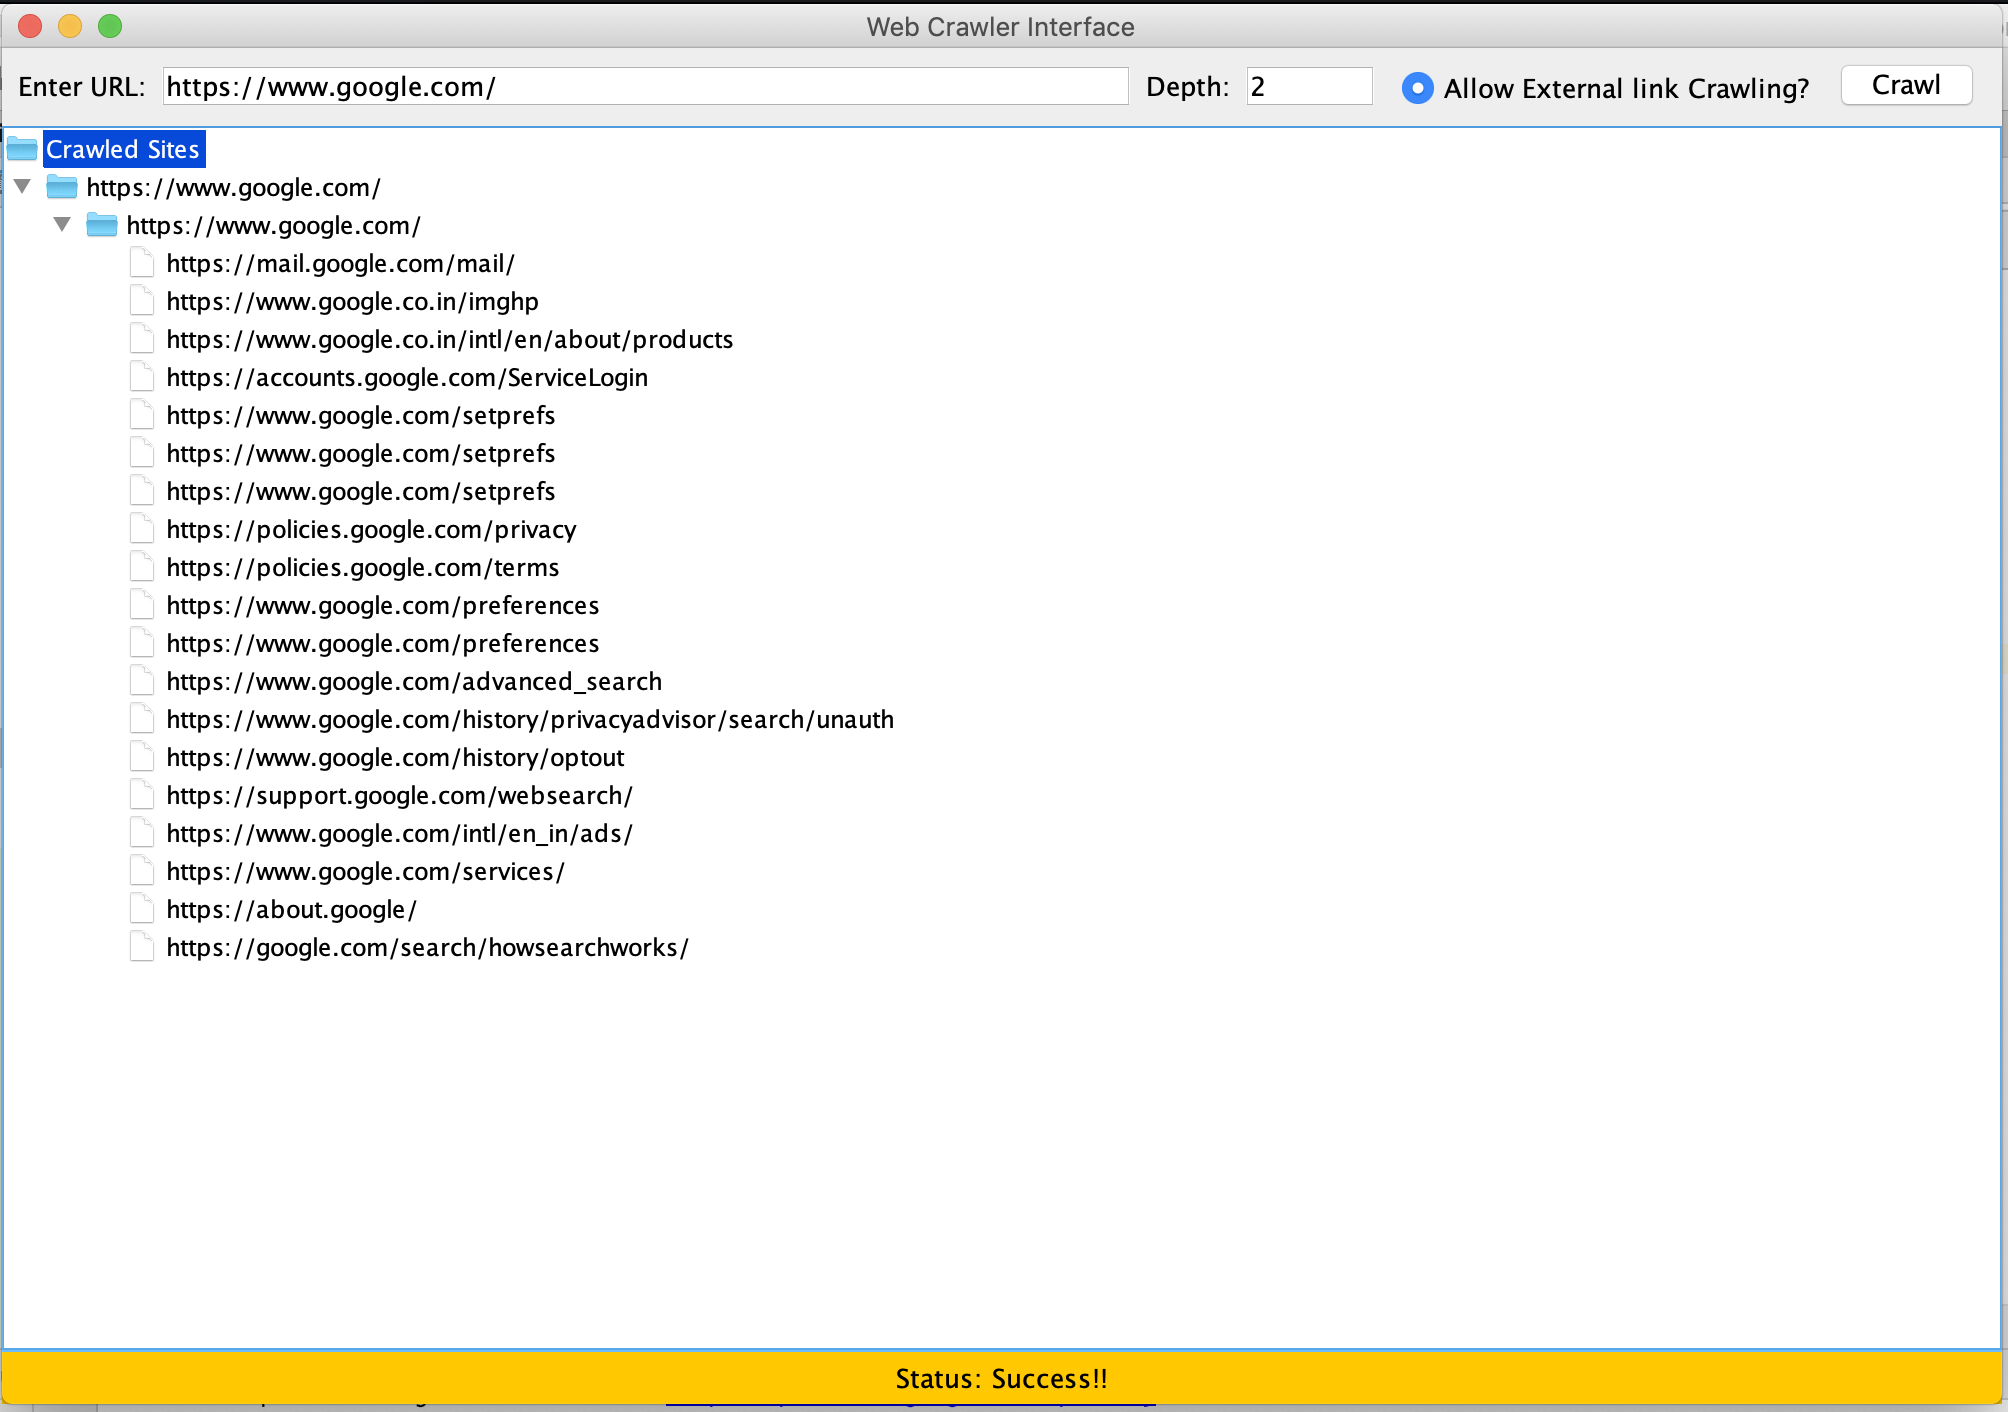 Web Crawler Interface
Enter URL: https://www.google.com/ Depth: 2 Allow External link Crawling? Crawl
Crawled Sites
https://www.google.com/
https://www.google.com/
https://mail.google.com/mail/
https://www.google.co.in/imghp
https://www.google.co.in/intl/en/about/products
https://accounts.google.com/ServiceLogin
https://www.google.com/setprefs
https://www.google.com/setprefs
https://www.google.com/setprefs
https://policies.google.com/privacy
https://policies.google.com/terms
https://www.google.com/preferences
https://www.google.com/preferences
https://www.google.com/advanced_search
https://www.google.com/history/privacyadvisor/search/unauth
https://www.google.com/history/optout
https://support.google.com/websearch/
https://www.google.com/intl/en_in/ads/
https://www.google.com/services/
https://about.google/
https://google.com/search/howsearchworks/
Status: Success!!